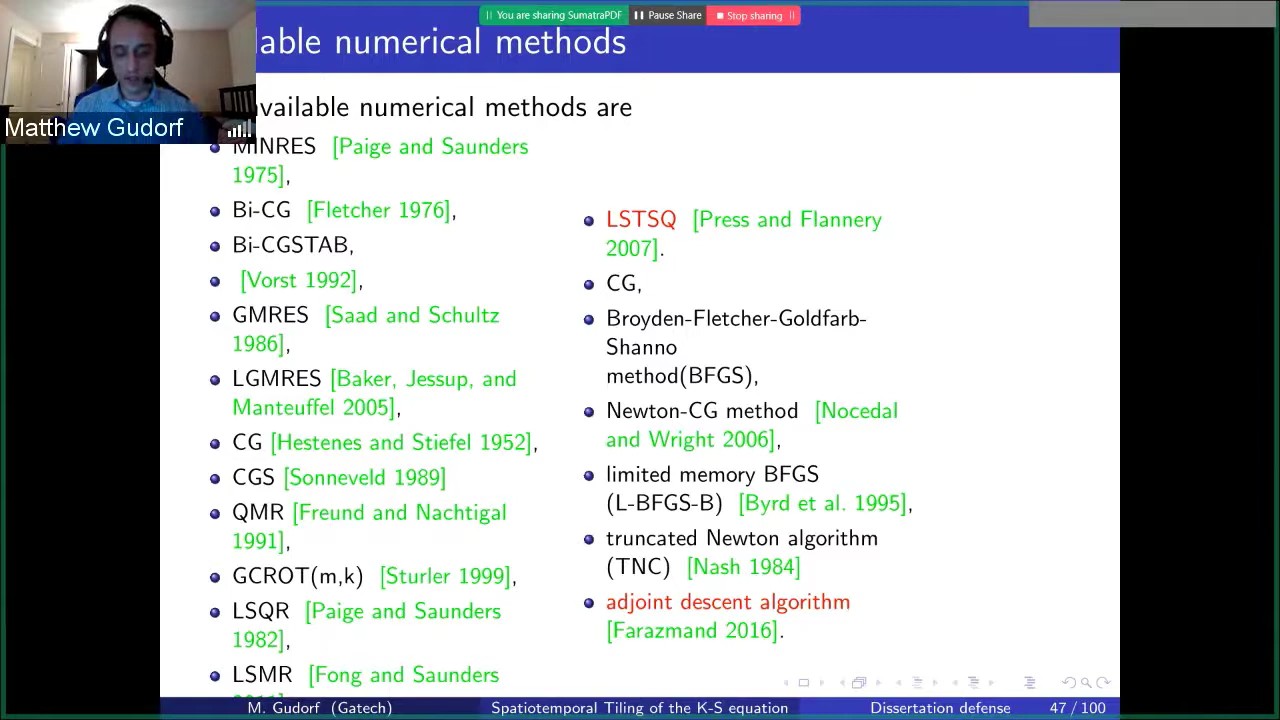 You are sharing SumatraPDF
Pause Share
Stop sharing
lable numerical methods
Matthew Gudorf
available numerical methods are
MINRES [Paige and Saunders
1975],
Bi-CG [Fletcher 1976],
Bi-CGSTAB,
[Vorst 1992],
GMRES [Saad and Schultz
1986],
LGMRES [Baker, Jessup, and
Manteuffel 2005],
CG [Hestenes and Stiefel 1952],
CGS [Sonneveld 1989]
QMR [Freund and Nachtigal
1991],
GCROT(m,k) [Sturler 1999],
LSQR [Paige and Saunders
1982],
LSMR [Fong and Saunders
LSTSQ [Press and Flannery
2007].
CG,
Broyden-Fletcher-Goldfarb-
Shanno
method(BFGS),
Newton-CG method [Nocedal
and Wright 2006],
limited memory BFGS
(L-BFGS-B) [Byrd et al. 1995],
truncated Newton algorithm
(TNC) [Nash 1984]
adjoint descent algorithm
[Farazmand 2016].
M. Gudorf (Gatech) Spatiotemporal Tiling of the K-S equation Dissertation defense 47 / 100